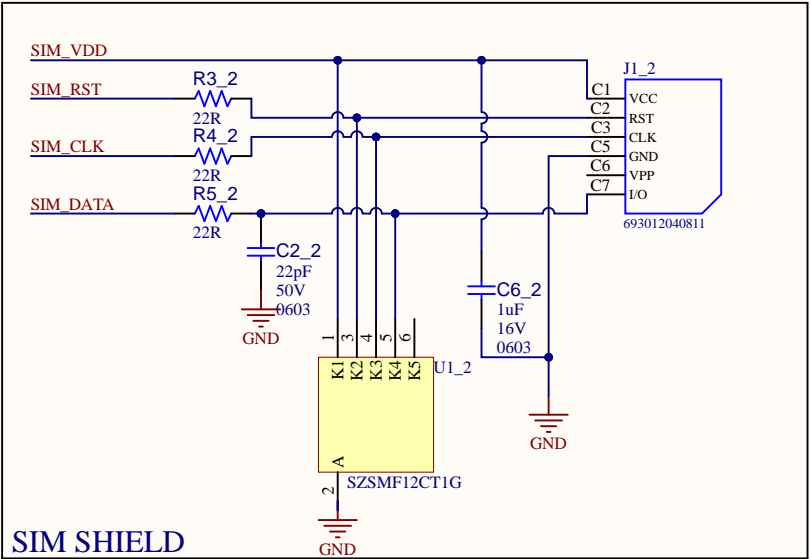 SIM_VDD
J1_2
SIM_RST
R3_2
22R
C1
VCC
C2
RST
C3
CLK
C5
GND
C6
VPP
C7
I/O
693012040811
SIM_CLK
R4_2
22R
SIM_DATA
R5_2
22R
C2_2
22pF
50V
0603
GND
C6_2
1uF
16V
0603
GND
1
3
4
5
6
K1
K2
K3
K4
K5
U1_2
A
2
SZSMF12CT1G
GND
SIM SHIELD